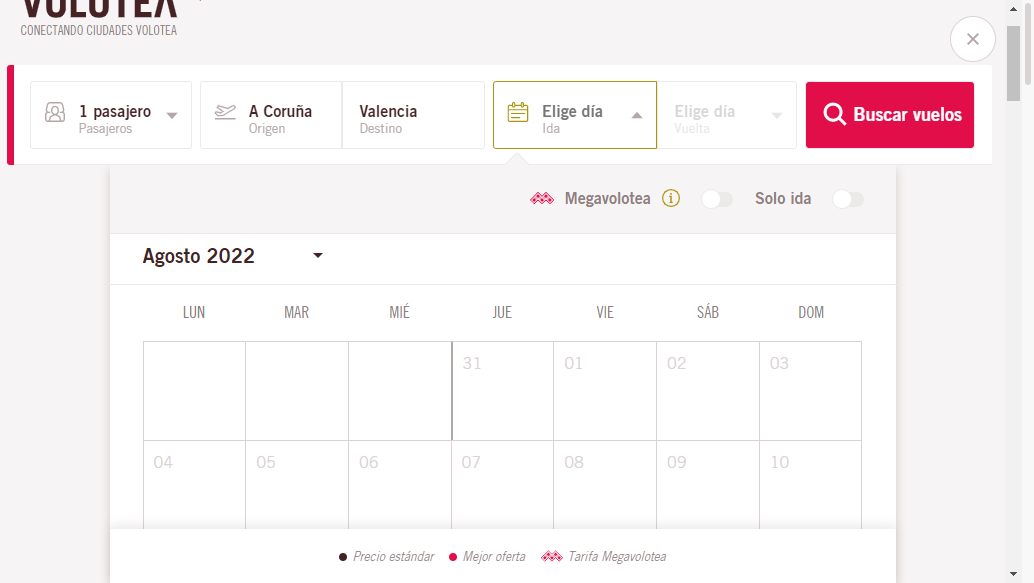 VOLOTEA
CONECTANDO CIUDADES VOLOTEA
1 pasajero
Pasajeros
A Coruña
Origen
Valencia
Destino
Elige día
Ida
Elige día
Vuelta
Buscar vuelos
Megavolotea
Solo ida
Agosto 2022
LUN MAR MIÉ JUE VIE SÁB DOM
31 01 02 03
04 05 06 07 08 09 10
Precio estándar Mejor oferta Tarifa Megavolotea